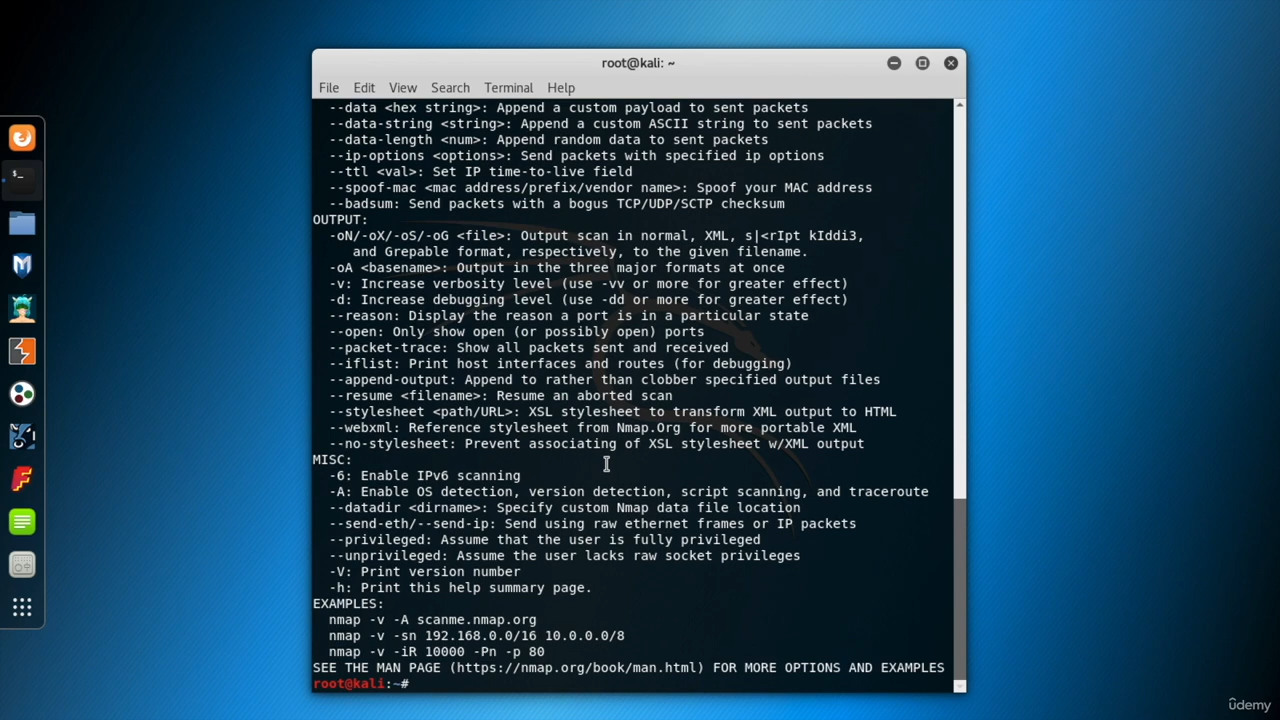 root@kali: ~
File Edit View Search Terminal Help
--data <hex string>: Append a custom payload to sent packets
--data-string <string>: Append a custom ASCII string to sent packets
--data-length <num>: Append random data to sent packets
--ip-options <options>: Send packets with specified ip options
--ttl <val>: Set IP time-to-live field
--spoof-mac <mac address/prefix/vendor name>: Spoof your MAC address
--badsum: Send packets with a bogus TCP/UDP/SCTP checksum
OUTPUT:
-oN/-oX/-oS/-oG <file>: Output scan in normal, XML, s|<rIpt kIddi3,
and Grepable format, respectively, to the given filename.
-oA <basename>: Output in the three major formats at once
-v: Increase verbosity level (use -vv or more for greater effect)
-d: Increase debugging level (use -dd or more for greater effect)
--reason: Display the reason a port is in a particular state
--open: Only show open (or possibly open) ports
--packet-trace: Show all packets sent and received
--iflist: Print host interfaces and routes (for debugging)
--append-output: Append to rather than clobber specified output files
--resume <filename>: Resume an aborted scan
--stylesheet <path/URL>: XSL stylesheet to transform XML output to HTML
--webxml: Reference stylesheet from Nmap.Org for more portable XML
--no-stylesheet: Prevent associating of XSL stylesheet w/XML output
MISC:
-6: Enable IPv6 scanning
-A: Enable OS detection, version detection, script scanning, and traceroute
--datadir <dirname>: Specify custom Nmap data file location
--send-eth/--send-ip: Send using raw ethernet frames or IP packets
--privileged: Assume that the user is fully privileged
--unprivileged: Assume the user lacks raw socket privileges
-V: Print version number
-h: Print this help summary page.
EXAMPLES:
nmap -v -A scanme.nmap.org
nmap -v -sn 192.168.0.0/16 10.0.0.0/8
nmap -v -iR 10000 -Pn -p 80
SEE THE MAN PAGE (https://nmap.org/book/man.html) FOR MORE OPTIONS AND EXAMPLES
root@kali:~#
ûdemy